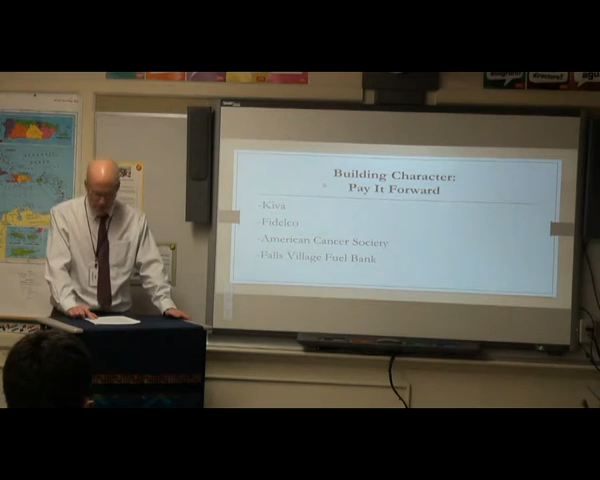 Building Character:
Pay It Forward
-Kiva
-Fidelco
-American Cancer Society
-Falls Village Fuel Bank